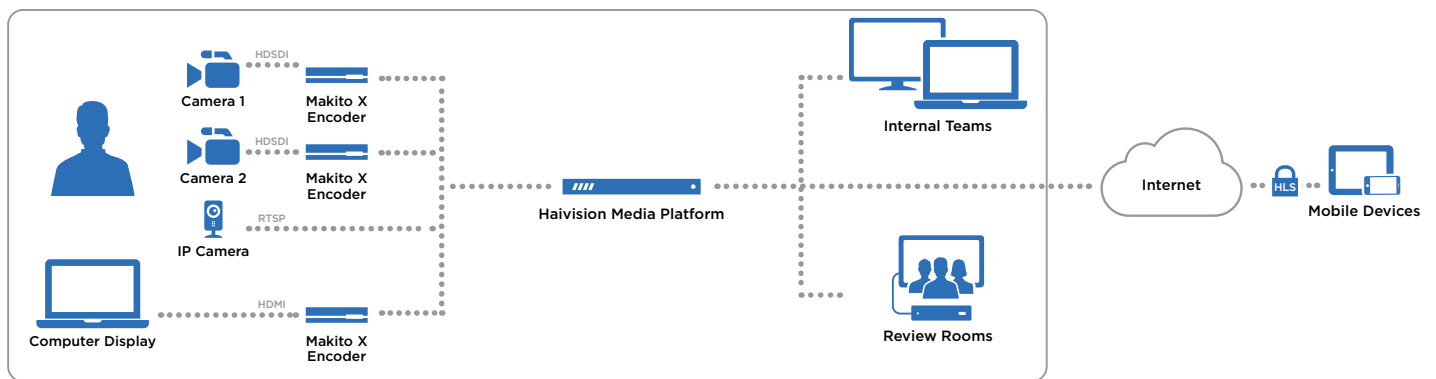 HDSDI
Camera 1
Makito X
Encoder
HDSDI
Camera 2
Makito X
Encoder
RTSP
IP Camera
HDMI
Computer Display
Makito X
Encoder
Haivision Media Platform
Internal Teams
Review Rooms
Internet
HLS
Mobile Devices